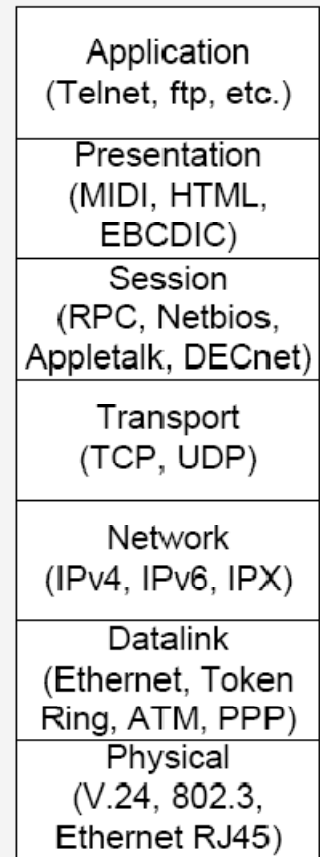 Application
(Telnet, ftp, etc.)
Presentation
(MIDI, HTML,
EBCDIC)
Session
(RPC, Netbios,
Appletalk, DECnet)
Transport
(TCP, UDP)
Network
(IPv4, IPv6, IPX)
Datalink
(Ethernet, Token
Ring, ATM, PPP)
Physical
(V.24, 802.3,
Ethernet RJ45)